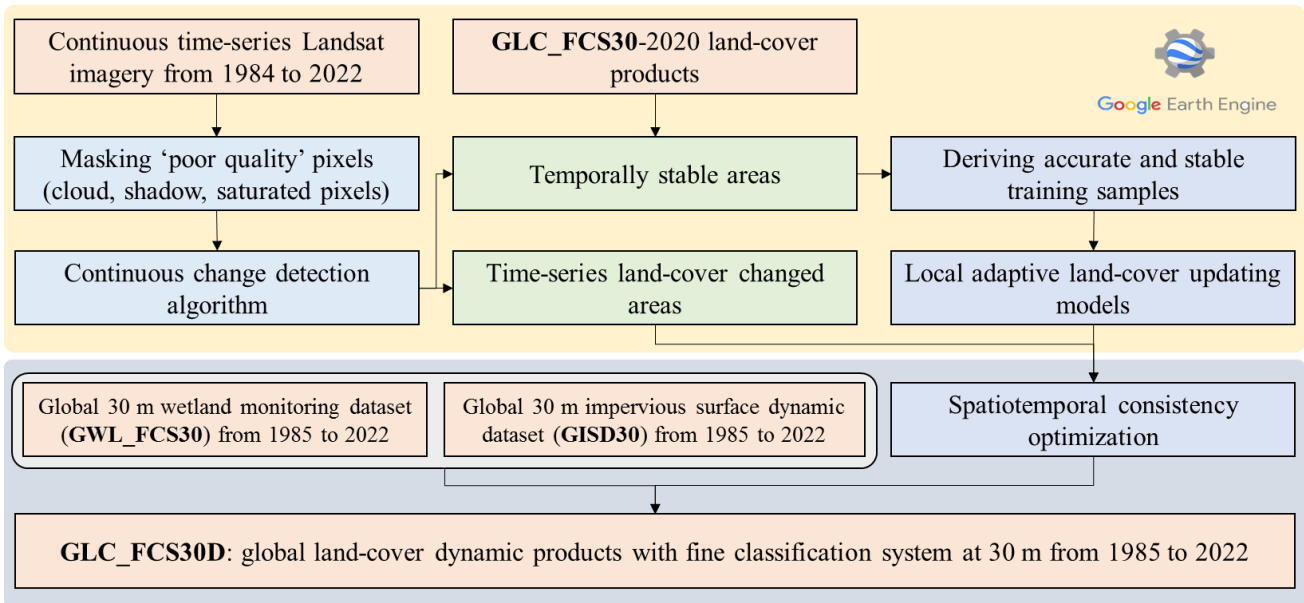 Continuous time-series Landsat
imagery from 1984 to 2022
GLC_FCS30-2020 land-cover
products
Google Earth Engine
Masking ‘poor quality’ pixels
(cloud, shadow, saturated pixels)
Temporally stable areas
Deriving accurate and stable
training samples
Continuous change detection
algorithm
Time-series land-cover changed
areas
Local adaptive land-cover updating
models
Global 30 m wetland monitoring dataset
(GWL_FCS30) from 1985 to 2022
Global 30 m impervious surface dynamic
dataset (GISD30) from 1985 to 2022
Spatiotemporal consistency
optimization
GLC_FCS30D: global land-cover dynamic products with fine classification system at 30 m from 1985 to 2022